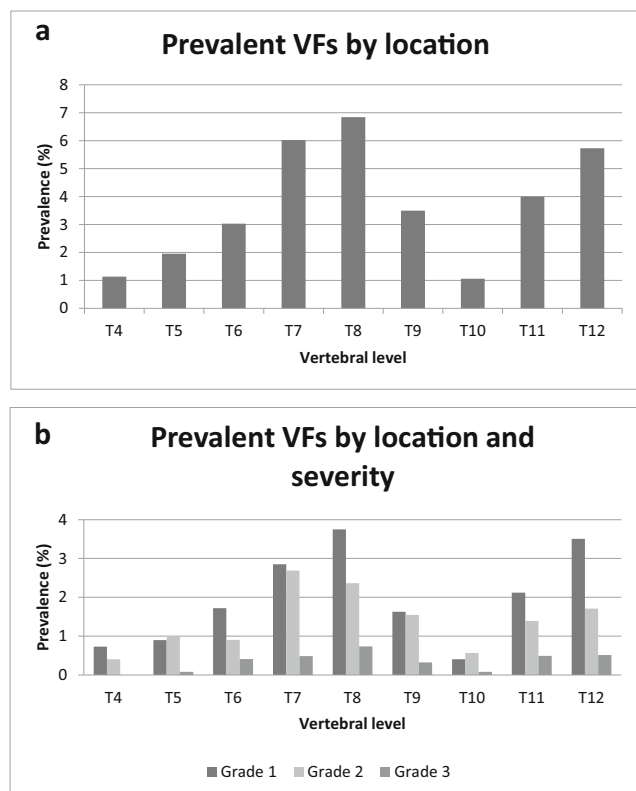 a
Prevalent VFs by location
Prevalence (%)
8
7
6
5
4
3
2
1
0
T4 T5 T6 T7 T8 T9 T10 T11 T12
Vertebral level
b
Prevalent VFs by location and
severity
Prevalence (%)
4
3
2
1
0
T4 T5 T6 T7 T8 T9 T10 T11 T12
Vertebral level
Grade 1 Grade 2 Grade 3